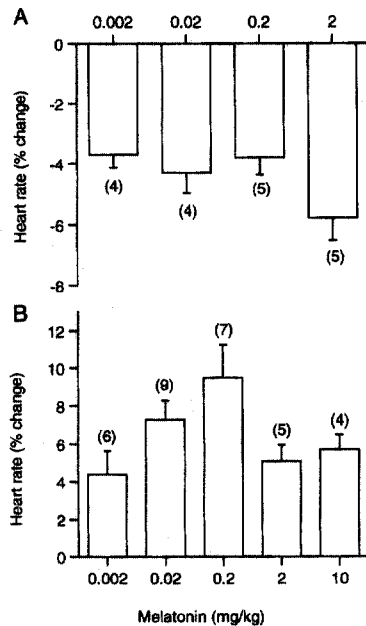 A
0.002 0.02 0.2 2
0
-2
-4
-6
-8
Heart rate (% change)
(4) (4) (5) (5)
B
12
10
8
6
4
2
0
Heart rate (% change)
(6) (9) (7) (5) (4)
0.002 0.02 0.2 2 10
Melatonin (mg/kg)